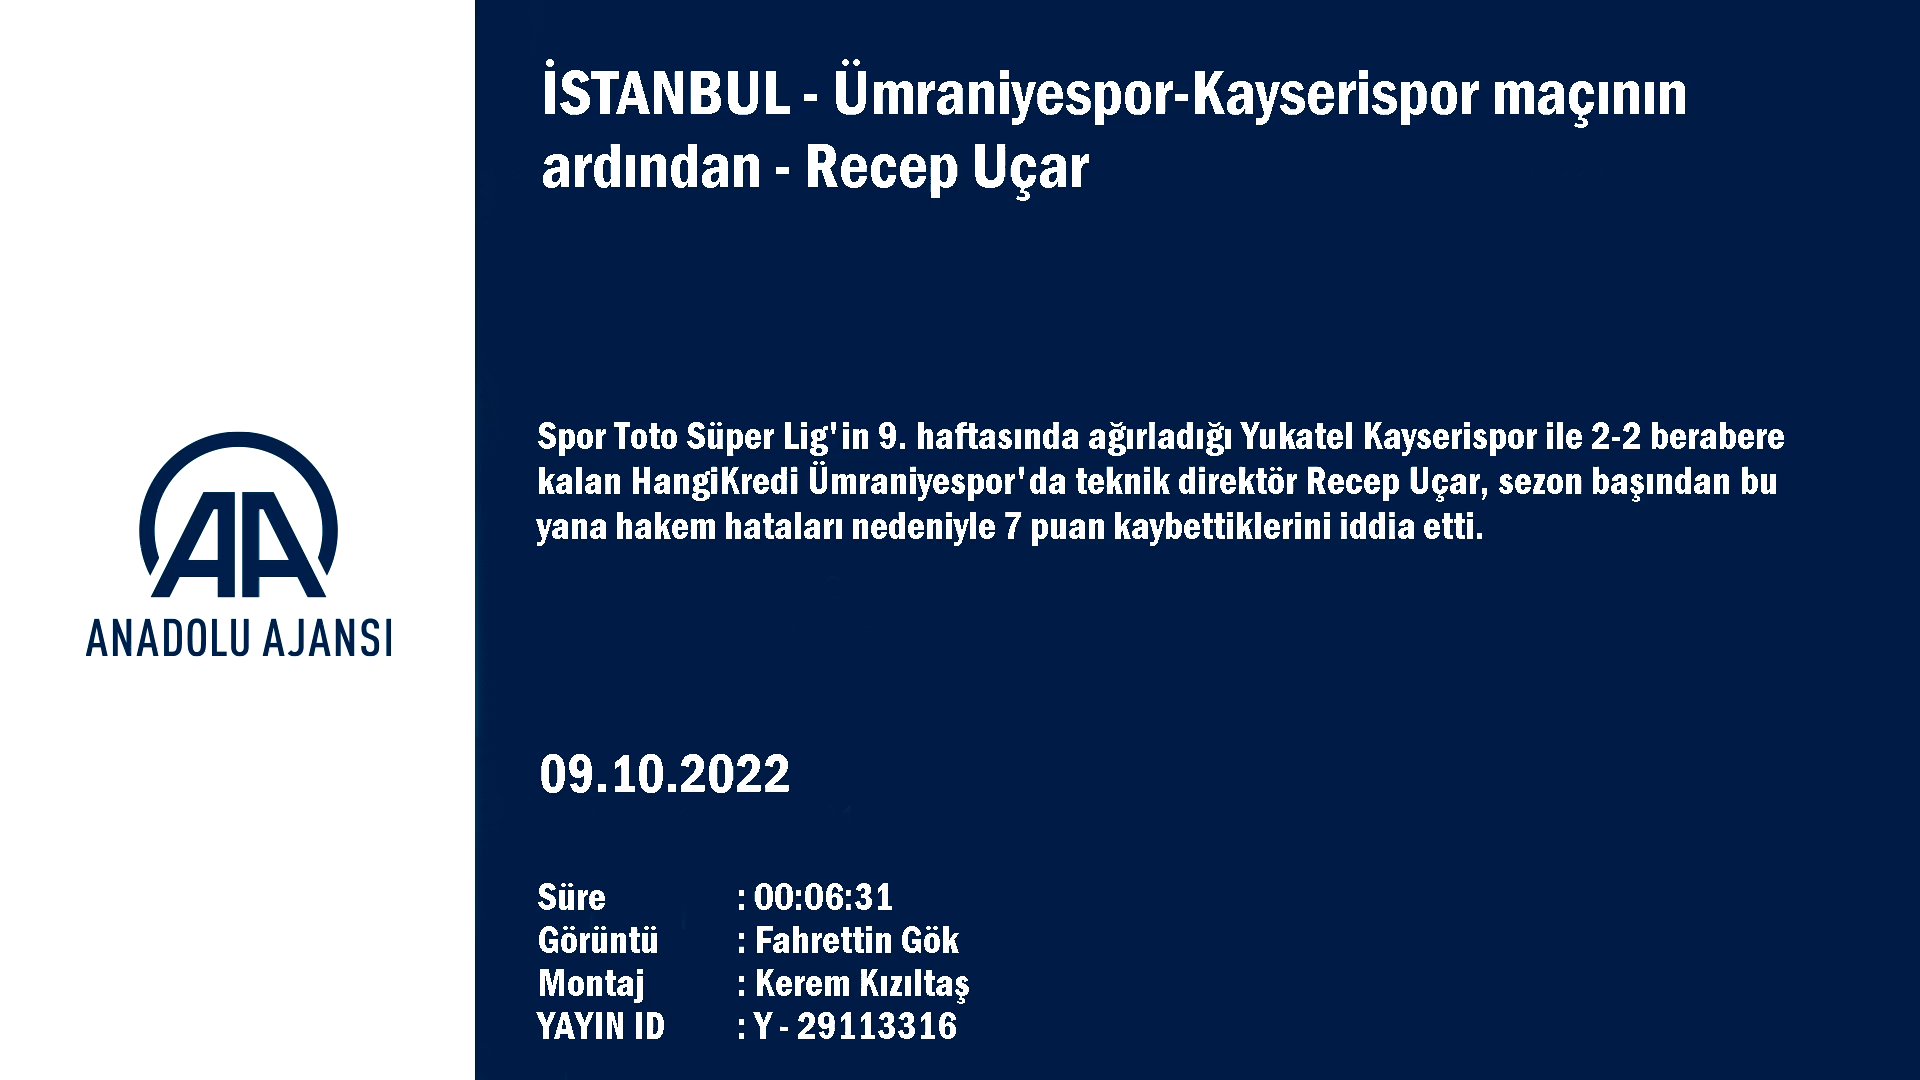 İSTANBUL - Ümraniyespor-Kayserispor maçının
ardından - Recep Uçar
Spor Toto Süper Lig'in 9. haftasında ağırladığı Yukatel Kayserispor ile 2-2 berabere
kalan HangiKredi Ümraniyespor'da teknik direktör Recep Uçar, sezon başından bu
yana hakem hataları nedeniyle 7 puan kaybettiklerini iddia etti.
AA
ANADOLU AJANSI
09.10.2022
Süre : 00:06:31
Görüntü : Fahrettin Gök
Montaj : Kerem Kızıltaş
YAYIN ID : Y - 29113316